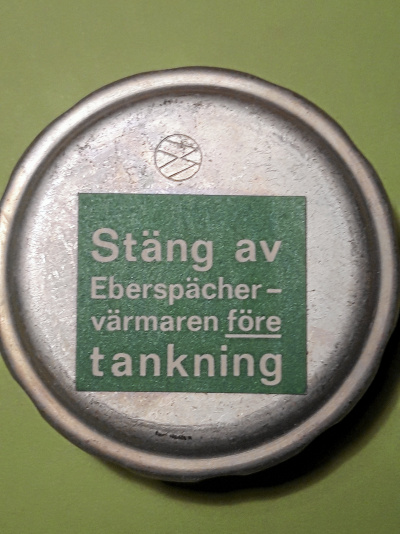 Stäng av
Eberspächer-
värmaren före
tankning